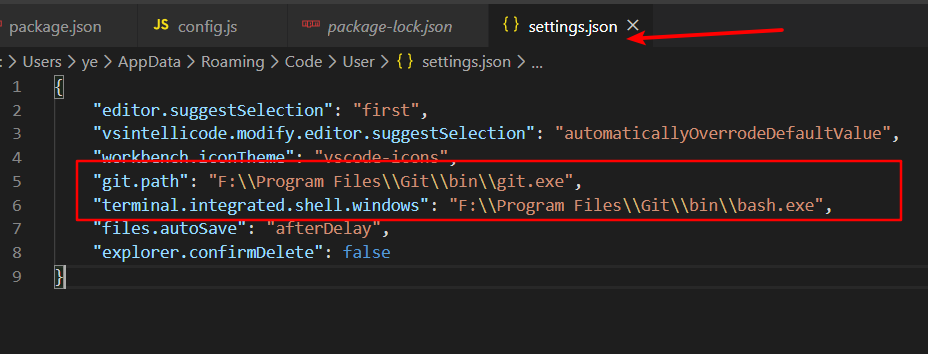 package.json JS config.js package-lock.json {} settings.json ×
: > Users > ye > AppData > Roaming > Code > User > {} settings.json > ...
1 {
2 "editor.suggestSelection": "first",
3 "vsintellicode.modify.editor.suggestSelection": "automaticallyOverrodeDefaultValue",
4 "workbench.iconTheme": "vscode-icons",
5 "git.path": "F:\\Program Files\\Git\\bin\\git.exe",
6 "terminal.integrated.shell.windows": "F:\\Program Files\\Git\\bin\\bash.exe",
7 "files.autoSave": "afterDelay",
8 "explorer.confirmDelete": false
9 }